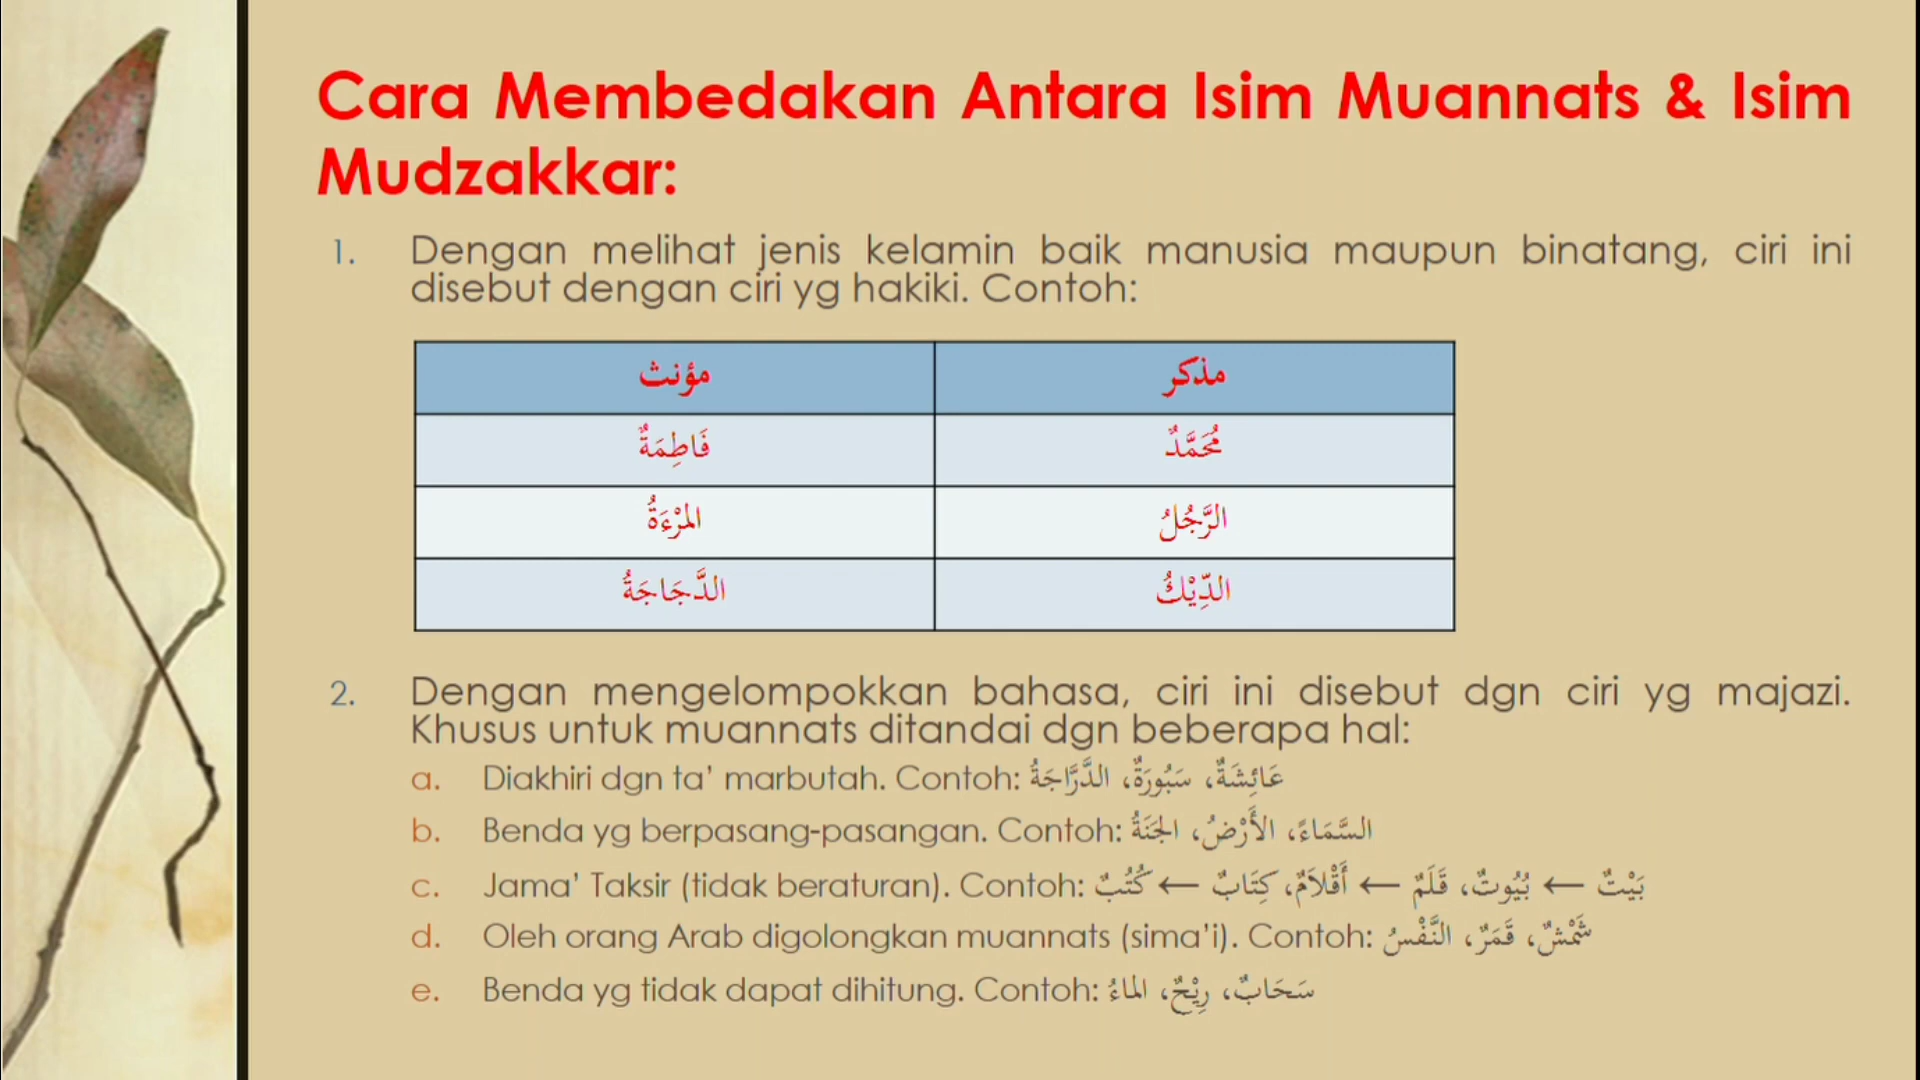 Cara Membedakan Antara Isim Muannats & Isim
Mudzakkar:
1. Dengan melihat jenis kelamin baik manusia maupun binatang, ciri ini
disebut dengan ciri yg hakiki. Contoh:
مؤنث مذكر
فَاطِمَةٌ مُحَمَّدٌ
المرْءَةُ الرَّجُلُ
الدَّجَاجَةُ الدِّيْكُ
2. Dengan mengelompokkan bahasa, ciri ini disebut dgn ciri yg majazi.
Khusus untuk muannats ditandai dgn beberapa hal:
a. Diakhiri dgn ta’ marbutah. Contoh: عَائِشَةٌ، سَبُورَةٌ، الدَّرَّاجَةُ
b. Benda yg berpasang-pasangan. Contoh: السَّمَاءً، الأَرْضُ، الجَنَةُ
c. Jama’ Taksir (tidak beraturan). Contoh: بَيْتٌ ← بُيُوتٌ، قَلَمٌ ← أَقْلاَمٌ، كِتَابٌ ← كُتُبٌ
d. Oleh orang Arab digolongkan muannats (sima’i). Contoh: شَمْشٌ، قَمَرٌ، النَّفْسُ
e. Benda yg tidak dapat dihitung. Contoh: سَحَابٌ، رِيْحٌ، الماءُ